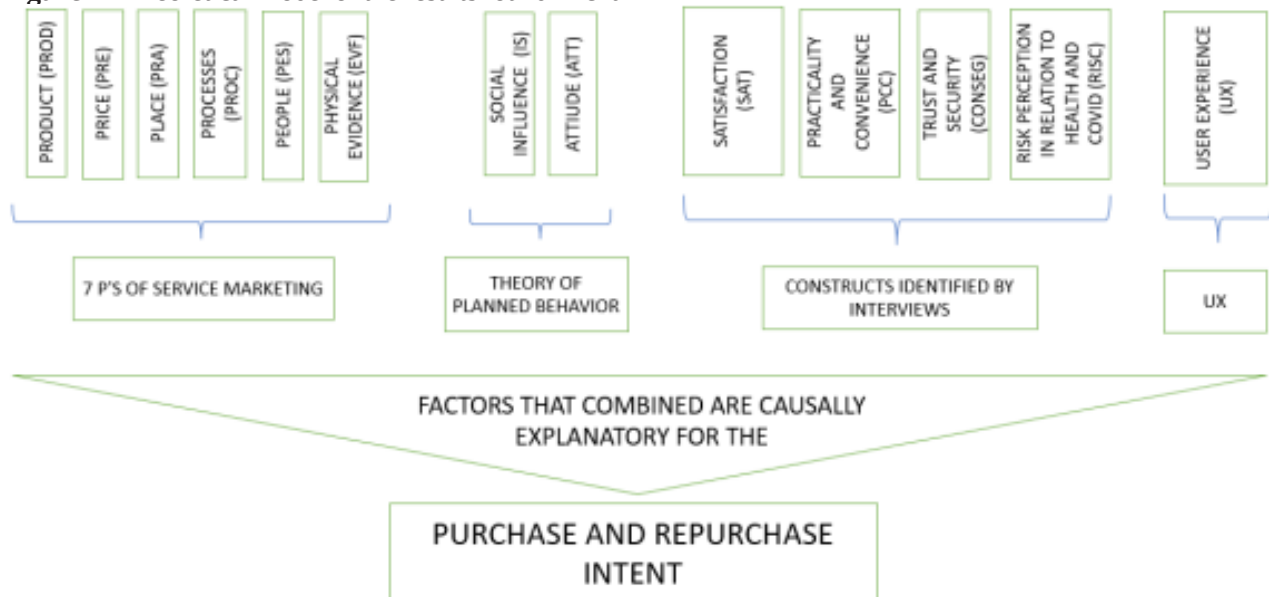 PRODUCT (PROD)
PRICE (PRE)
PLACE (PRA)
PROCESSES
(PROC)
PEOPLE (PES)
PHYSICAL
EVIDENCE (EVF)
SOCIAL
INFLUENCE (IS)
ATTIUDE (ATT)
SATISFACTION
(SAT)
PRACTICALITY
AND
CONVENIENCE
(PCC)
TRUST AND
SECURITY
(CONSEG)
RISK PERCEPTION
IN RELATION TO
HEALTH AND
COVID (RISC)
USER EXPERIENCE
(UX)
7 P'S OF SERVICE MARKETING
THEORY OF
PLANNED BEHAVIOR
CONSTRUCTS IDENTIFIED BY
INTERVIEWS
UX
FACTORS THAT COMBINED ARE CAUSALLY
EXPLANATORY FOR THE
PURCHASE AND REPURCHASE
INTENT